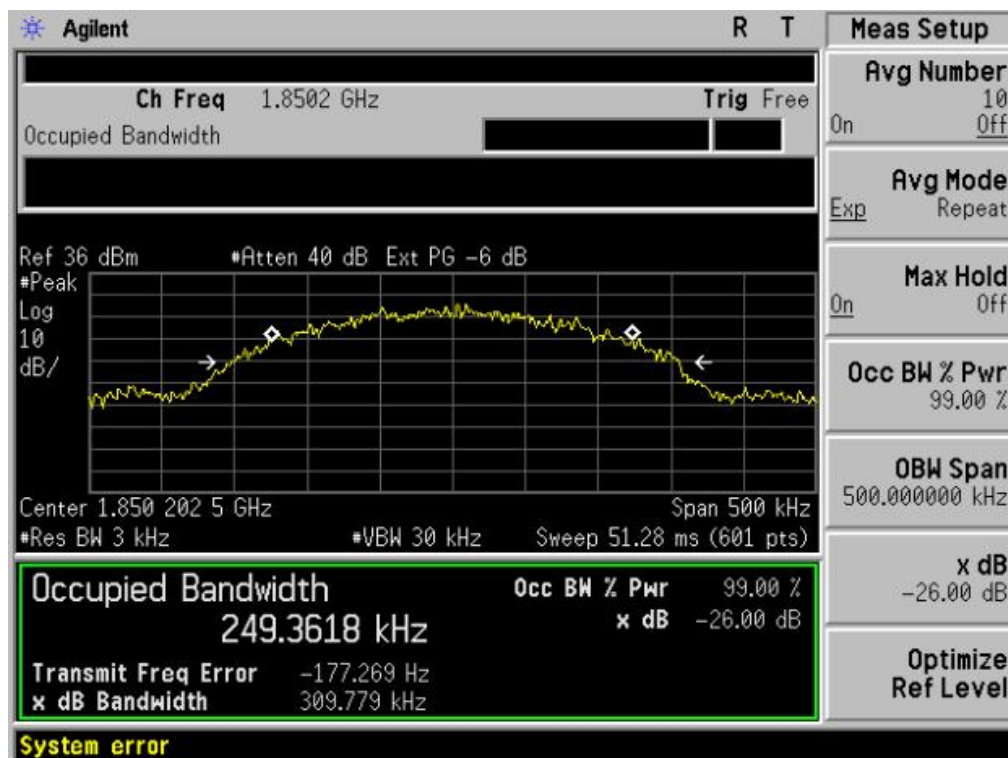 Agilent R T
Ch Freq 1.8502 GHz Trig Free
Occupied Bandwidth
Ref 36 dBm #Atten 40 dB Ext PG -6 dB
#Peak
Log
10
dB/
Center 1.850 202 5 GHz Span 500 kHz
#Res BW 3 kHz #VBW 30 kHz Sweep 51.28 ms (601 pts)
Occupied Bandwidth Occ BW % Pwr 99.00 %
249.3618 kHz x dB -26.00 dB
Transmit Freq Error -177.269 Hz
x dB Bandwidth 309.779 kHz
System error
Meas Setup
Avg Number
10
On Off
Avg Mode
Exp Repeat
Max Hold
On Off
Occ BW % Pwr
99.00 %
OBW Span
500.000000 kHz
x dB
-26.00 dB
Optimize
Ref Level